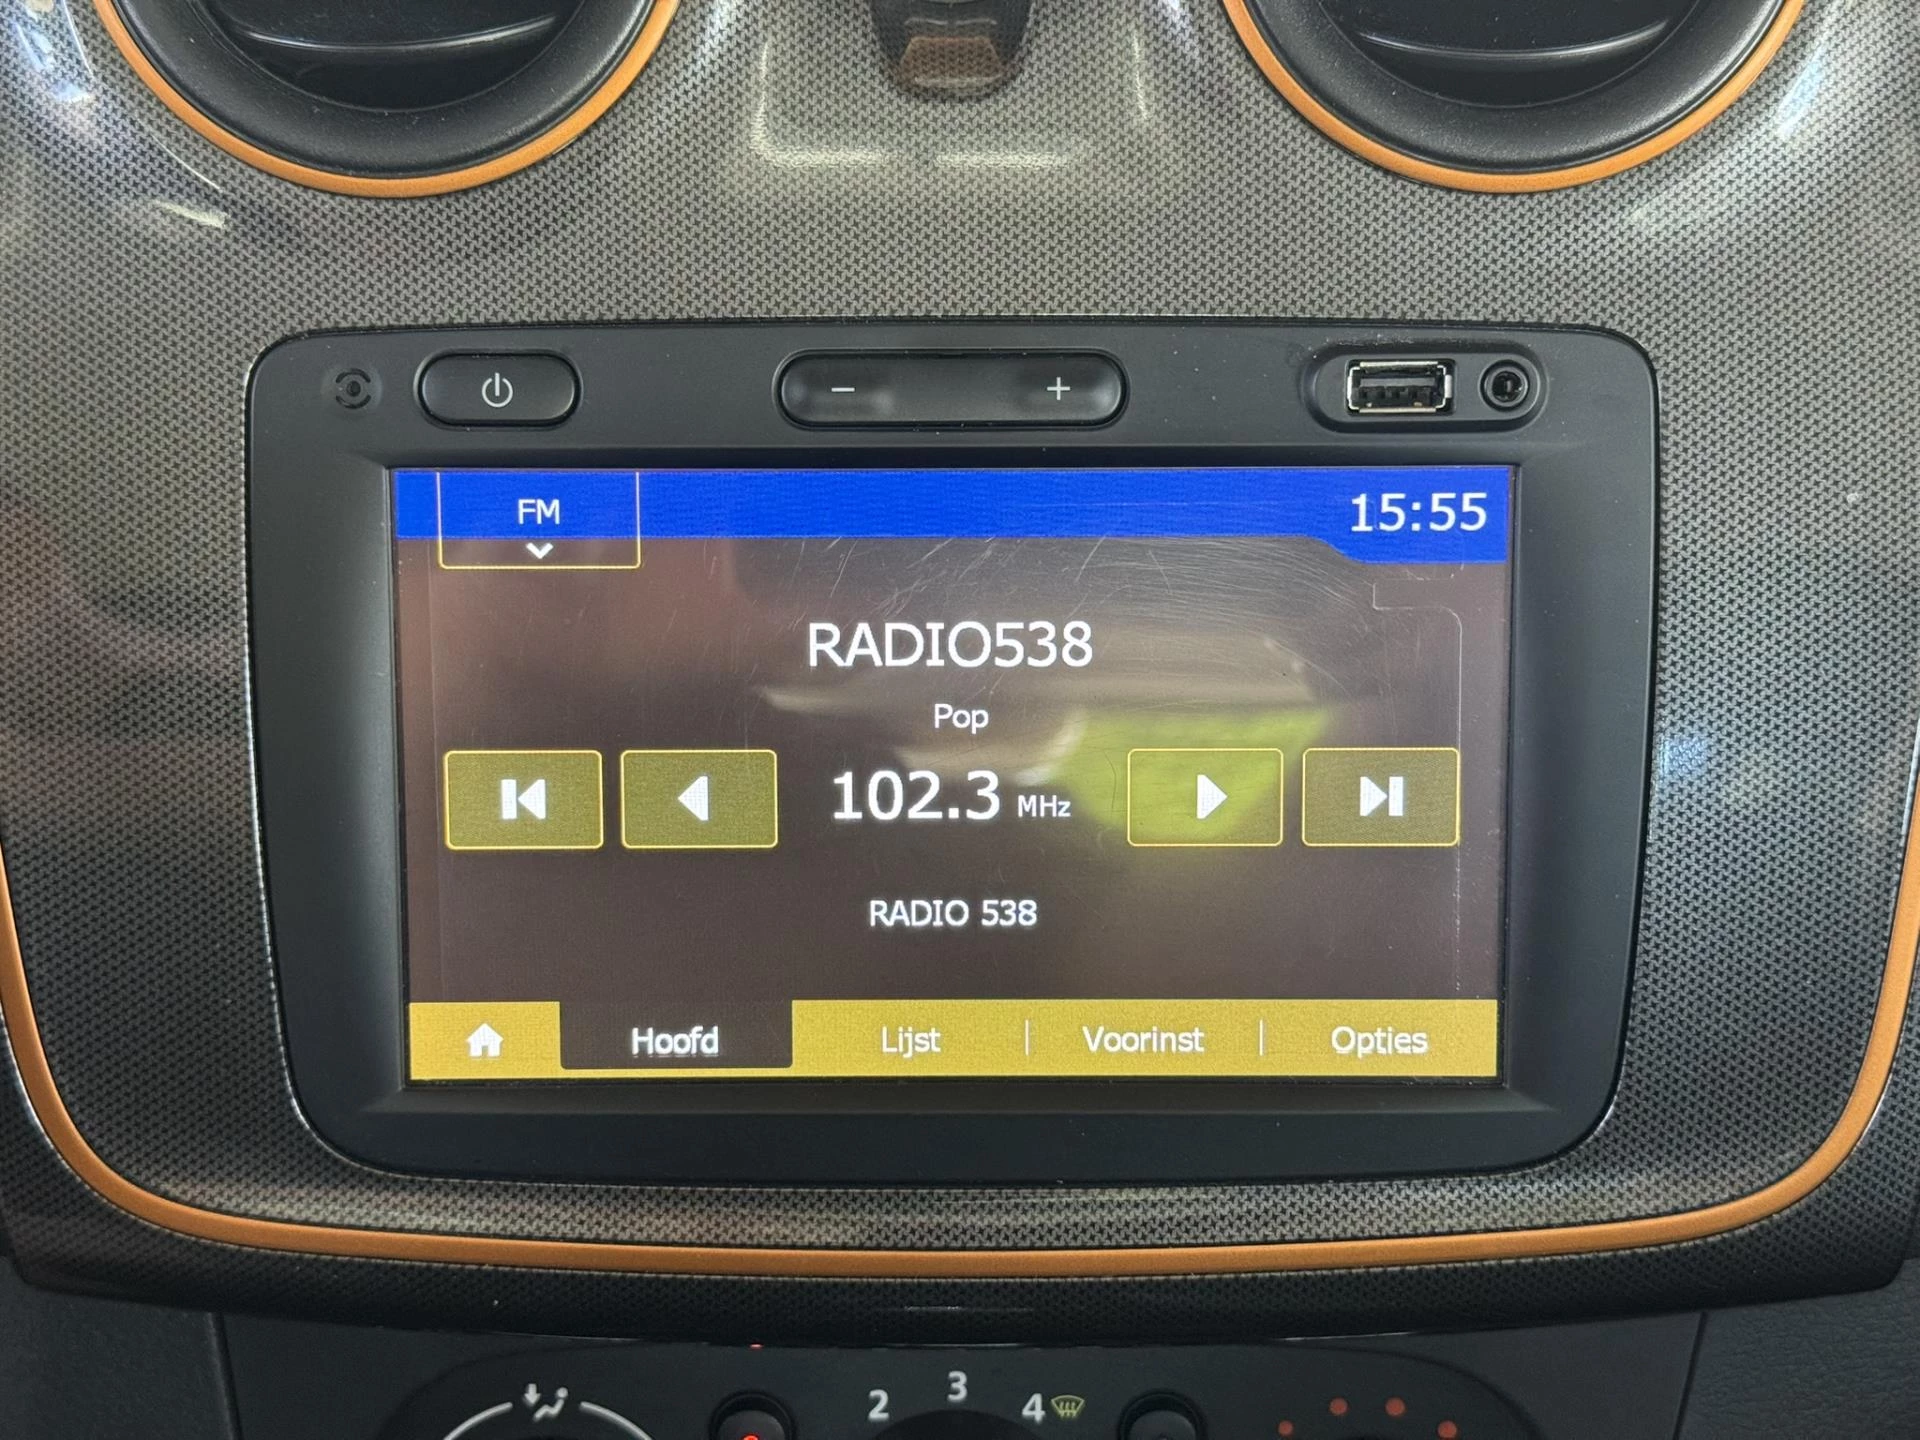 FM
15:55
RADIO538
Pop
102.3 MHz
RADIO 538
Hoofd Lijst Voorinst Opties
2 3 4